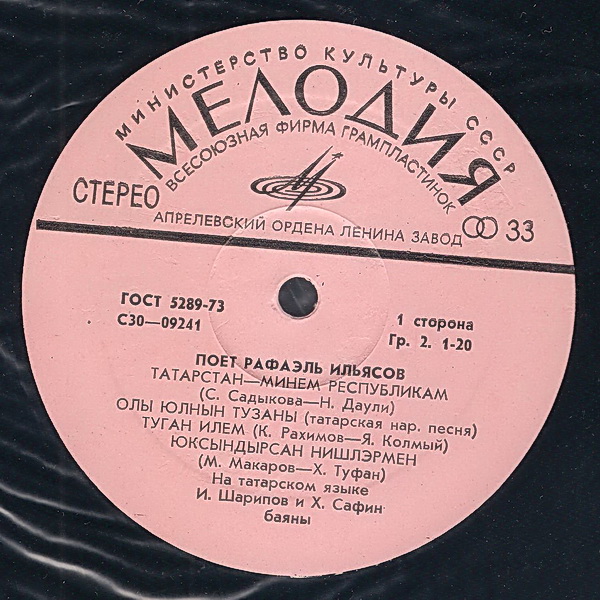 МИНИСТЕРСТВО КУЛЬТУРЫ СССР
МЕЛОДИЯ
ВСЕСОЮЗНАЯ ФИРМА ГРАМПЛАСТИНОК
СТЕРЕО
АПРЕЛЕВСКИЙ ОРДЕНА ЛЕНИНА ЗАВОД
33
ГОСТ 5289-73
С30—09241
1 сторона
Гр. 2. 1-20
ПОЕТ РАФАЭЛЬ ИЛЬЯСОВ
ТАТАРСТАН—МИНЕМ РЕСПУБЛИКАМ
(С. Садыкова—Н. Даули)
ОЛЫ ЮЛНЫН ТУЗАНЫ (татарская нар. песня)
ТУГАН ИЛЕМ (К. Рахимов—Я. Колмый)
ЮКСЫНДЫРСАН НИШЛЭРМЕН
(М. Макаров—Х. Туфан)
На татарском языке
И. Шарипов и Х. Сафин
баяны